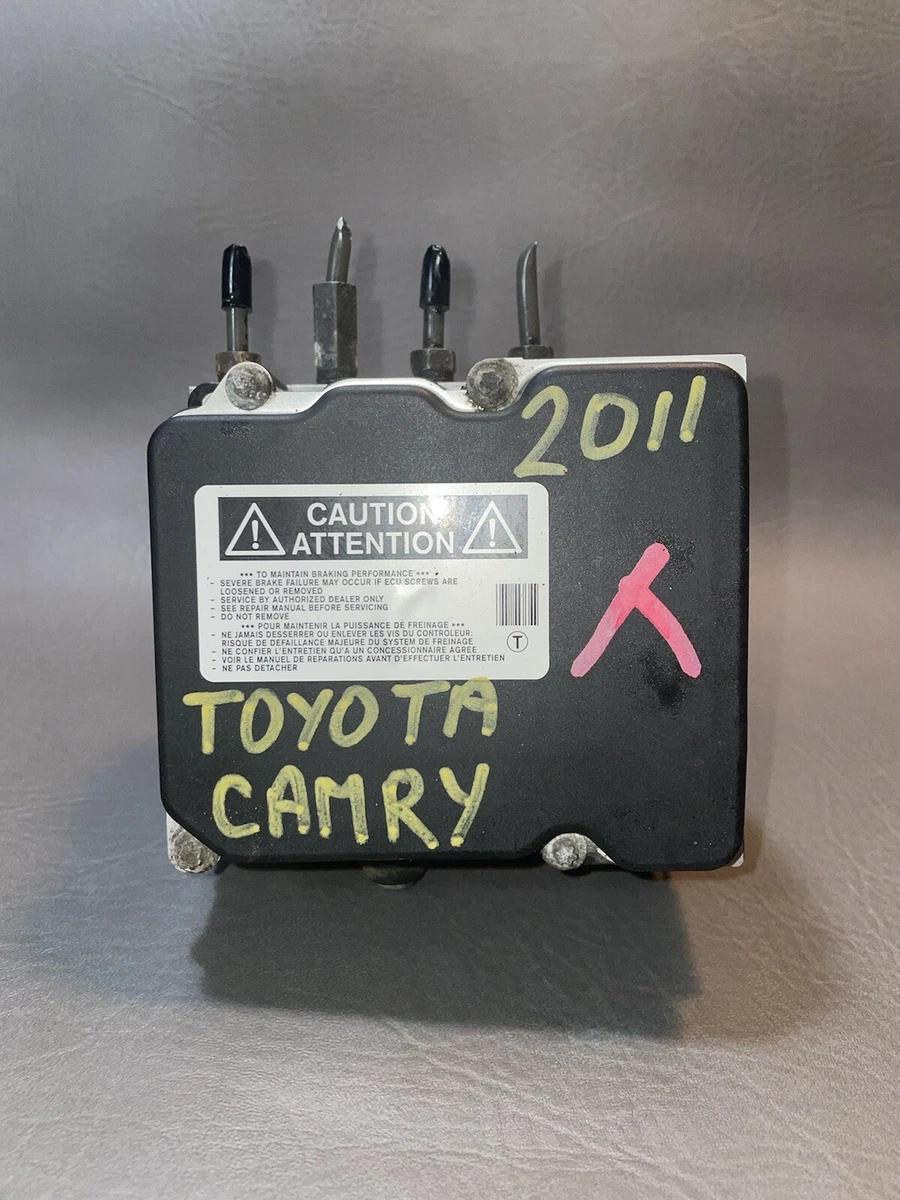 2011
CAUTION
ATTENTION
*** TO MAINTAIN BRAKING PERFORMANCE ***
- SEVERE BRAKE FAILURE MAY OCCUR IF ECU SCREWS ARE
LOOSENED OR REMOVED
- SERVICE BY AUTHORIZED DEALER ONLY
- SEE REPAIR MANUAL BEFORE SERVICING
- DO NOT REMOVE
*** POUR MAINTENIR LA PUISSANCE DE FREINAGE ***
- NE JAMAIS DESSERRER OU ENLEVER LES VIS DU CONTROLEUR:
RISQUE DE DEFAILLANCE MAJEURE DU SYSTEM DE FREINAGE
- NE CONFIER L'ENTRETIEN QU'A UN CONCESSIONNAIRE AGREE
- VOIR LE MANUEL DE REPARATIONS AVANT D'EFFECTUER L'ENTRETIEN
- NE PAS DETACHER
T
TOYOTA
CAMRY